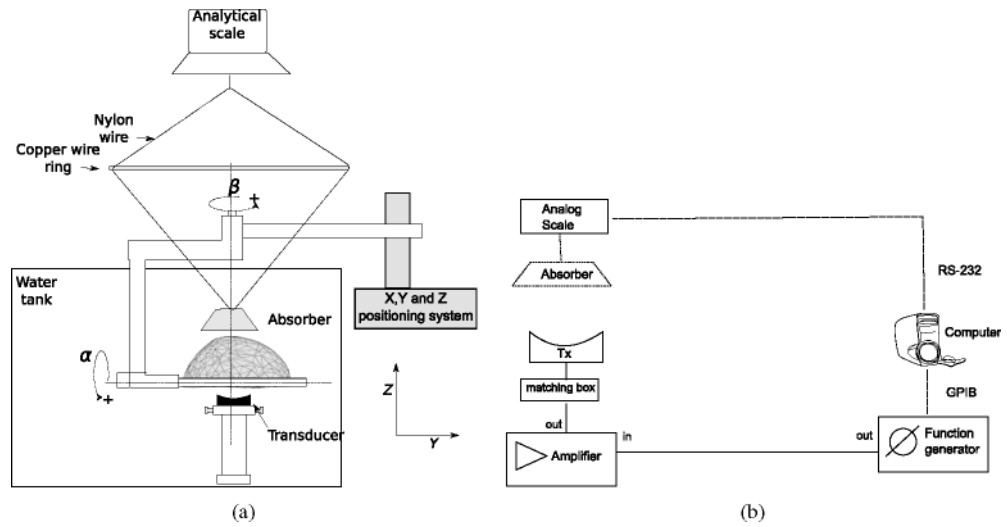 Analytical
scale
Nylon
wire
Copper wire
ring
β
+
Water
tank
Absorber
X,Y and Z
positioning system
α
+
Transducer
Z
Y
(a)
Analog
Scale
Absorber
RS-232
Tx
Computer
matching box
GPIB
out
in
out
Amplifier
Function
generator
(b)